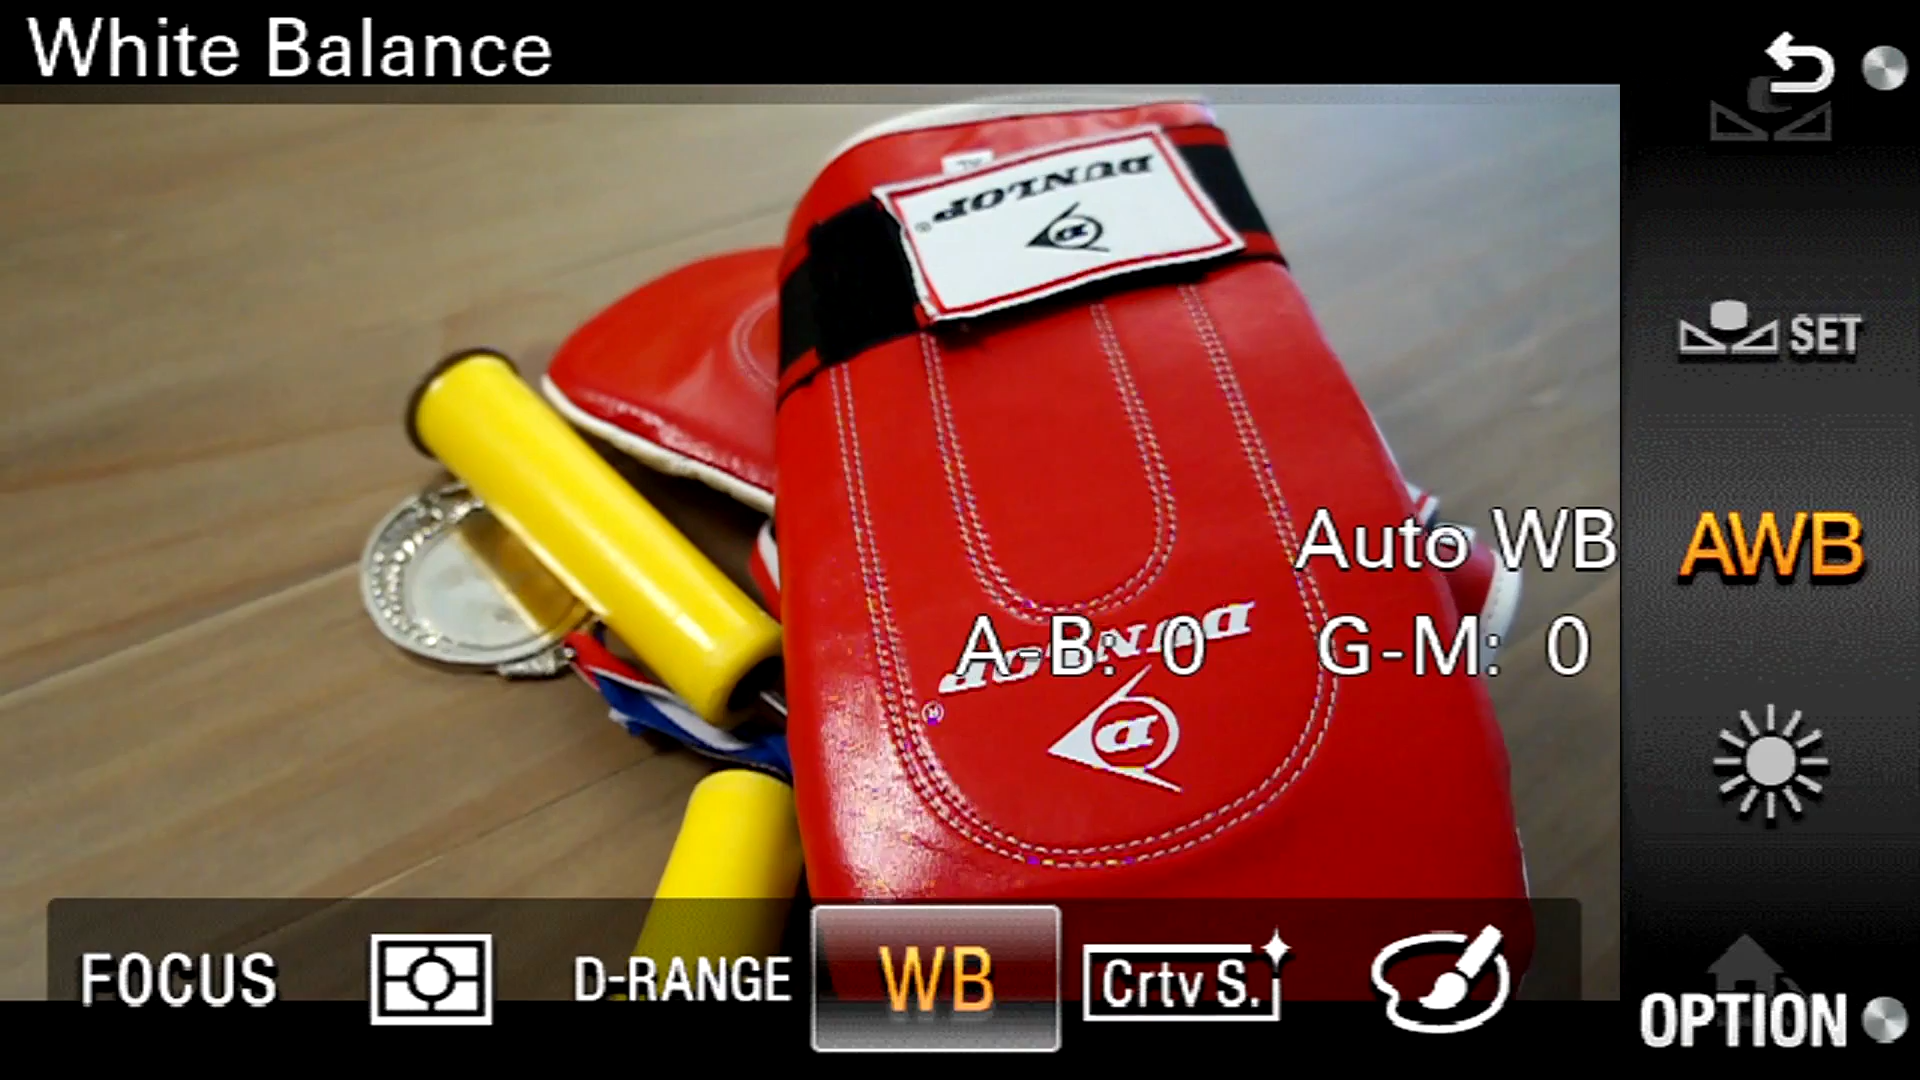 White Balance
DUNLOP
®
D
SET
Auto WB
AWB
A-B: 0 G-M: 0
DUNLOP
®
D
FOCUS D-RANGE WB Crtv S. OPTION